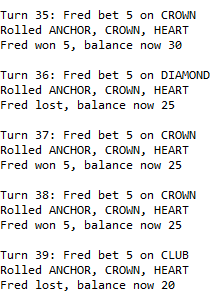 Turn 35: Fred bet 5 on CROWN
Rolled ANCHOR, CROWN, HEART
Fred won 5, balance now 30

Turn 36: Fred bet 5 on DIAMOND
Rolled ANCHOR, CROWN, HEART
Fred lost, balance now 25

Turn 37: Fred bet 5 on CROWN
Rolled ANCHOR, CROWN, HEART
Fred won 5, balance now 25

Turn 38: Fred bet 5 on CROWN
Rolled ANCHOR, CROWN, HEART
Fred won 5, balance now 25

Turn 39: Fred bet 5 on CLUB
Rolled ANCHOR, CROWN, HEART
Fred lost, balance now 20